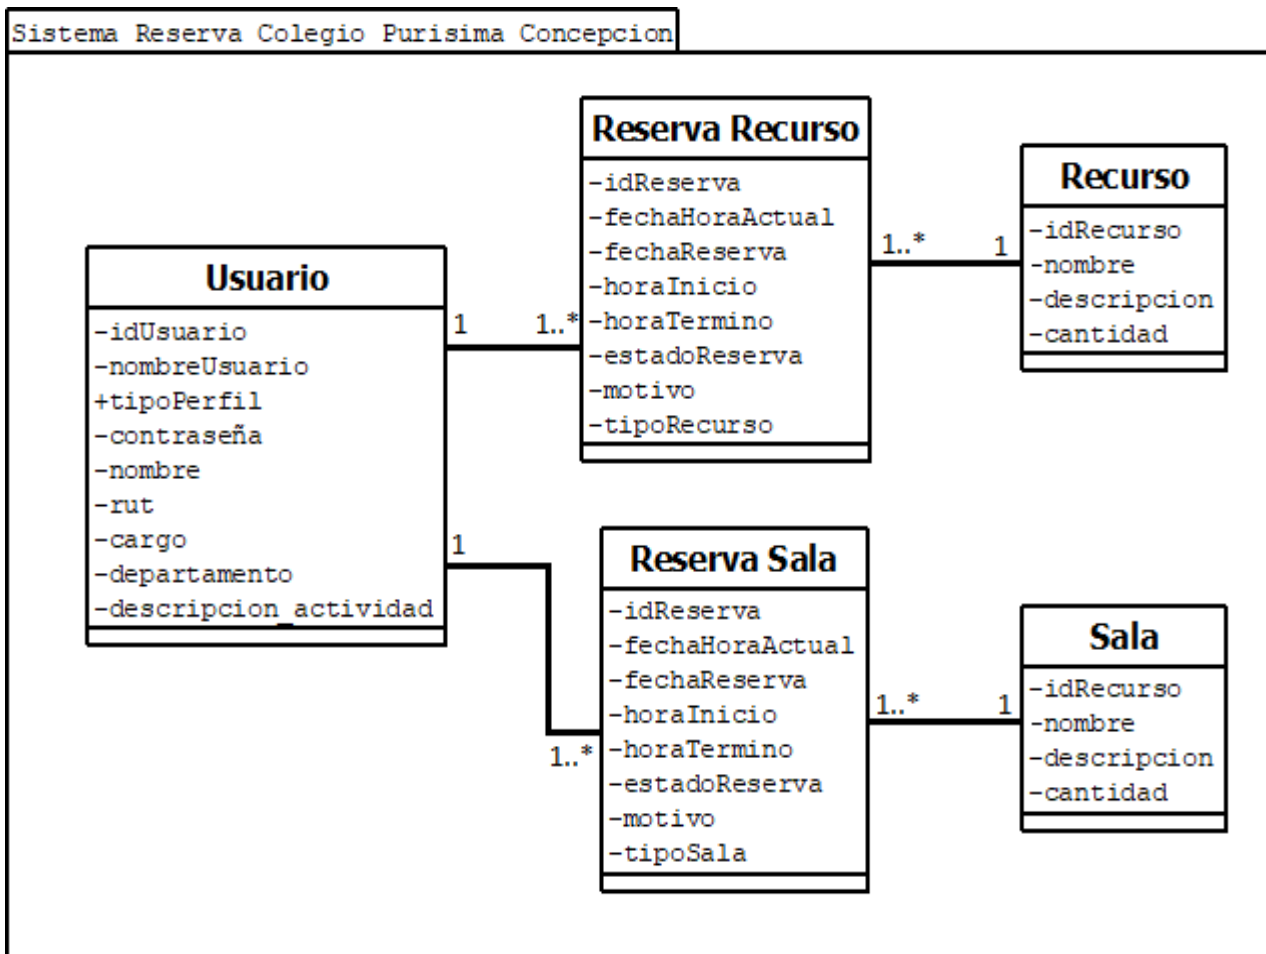 Sistema Reserva Colegio Purisima Concepcion
Usuario
-idUsuario
-nombreUsuario
+tipoPerfil
-contraseña
-nombre
-rut
-cargo
-departamento
-descripcion_actividad
1
1..*
1
1..*
Reserva Recurso
-idReserva
-fechaHoraActual
-fechaReserva
-horaInicio
-horaTermino
-estadoReserva
-motivo
-tipoRecurso
1..*
1
Recurso
-idRecurso
-nombre
-descripcion
-cantidad
Reserva Sala
-idReserva
-fechaHoraActual
-fechaReserva
-horaInicio
-horaTermino
-estadoReserva
-motivo
-tipoSala
1..*
1
Sala
-idRecurso
-nombre
-descripcion
-cantidad